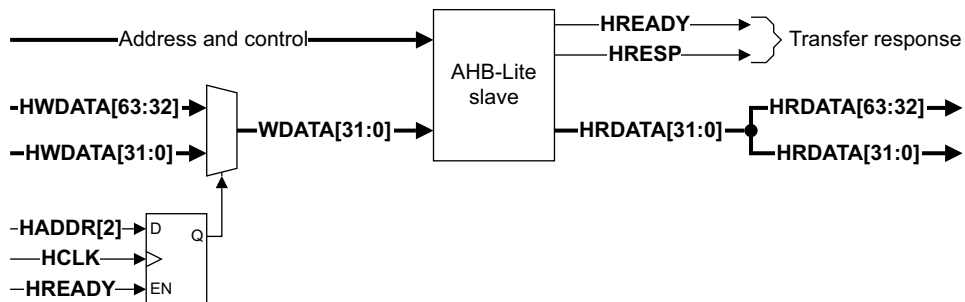 Address and control
HREADY
HRESP
Transfer response
AHB-Lite
slave
HWDATA[63:32]
HWDATA[31:0]
WDATA[31:0]
HRDATA[31:0]
HRDATA[63:32]
HRDATA[31:0]
HADDR[2]
D
Q
HCLK
HREADY
EN